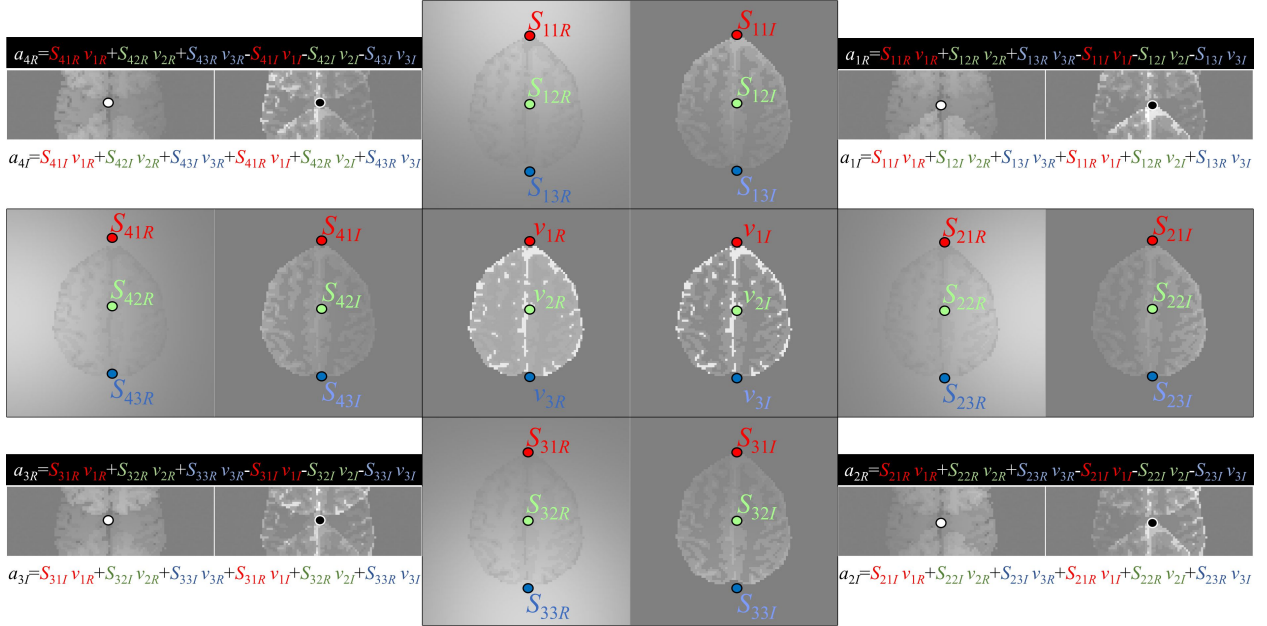 S₁₁R S₁₁I
a₄R=S₄₁R v₁R+S₄₂R v₂R+S₄₃R v₃R-S₄₁I v₁I-S₄₂I v₂I-S₄₃I v₃I
a₁R=S₁₁R v₁R+S₁₂R v₂R+S₁₃R v₃R-S₁₁I v₁I-S₁₂I v₂I-S₁₃I v₃I
S₁₂R S₁₂I
a₄I=S₄₁I v₁R+S₄₂I v₂R+S₄₃I v₃R+S₄₁R v₁I+S₄₂R v₂I+S₄₃R v₃I
a₁I=S₁₁I v₁R+S₁₂I v₂R+S₁₃I v₃R+S₁₁R v₁I+S₁₂R v₂I+S₁₃R v₃I
S₁₃R S₁₃I
S₄₁R S₄₁I v₁R v₁I S₂₁R S₂₁I
S₄₂R S₄₂I v₂R v₂I S₂₂R S₂₂I
S₄₃R S₄₃I v₃R v₃I S₂₃R S₂₃I
S₃₁R S₃₁I
a₃R=S₃₁R v₁R+S₃₂R v₂R+S₃₃R v₃R-S₃₁I v₁I-S₃₂I v₂I-S₃₃I v₃I
a₂R=S₂₁R v₁R+S₂₂R v₂R+S₂₃R v₃R-S₂₁I v₁I-S₂₂I v₂I-S₂₃I v₃I
S₃₂R S₃₂I
a₃I=S₃₁I v₁R+S₃₂I v₂R+S₃₃I v₃R+S₃₁R v₁I+S₃₂R v₂I+S₃₃R v₃I
a₂I=S₂₁I v₁R+S₂₂I v₂R+S₂₃I v₃R+S₂₁R v₁I+S₂₂R v₂I+S₂₃R v₃I
S₃₃R S₃₃I